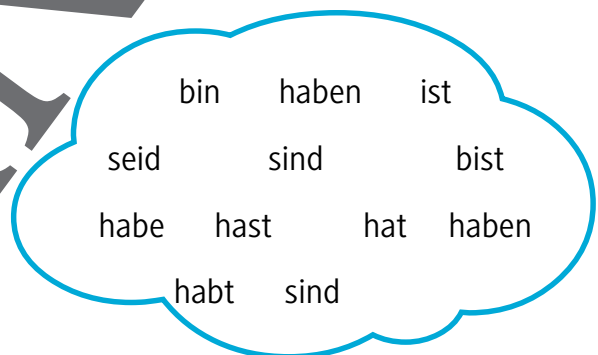 bin haben ist
seid sind bist
habe hast hat haben
habt sind